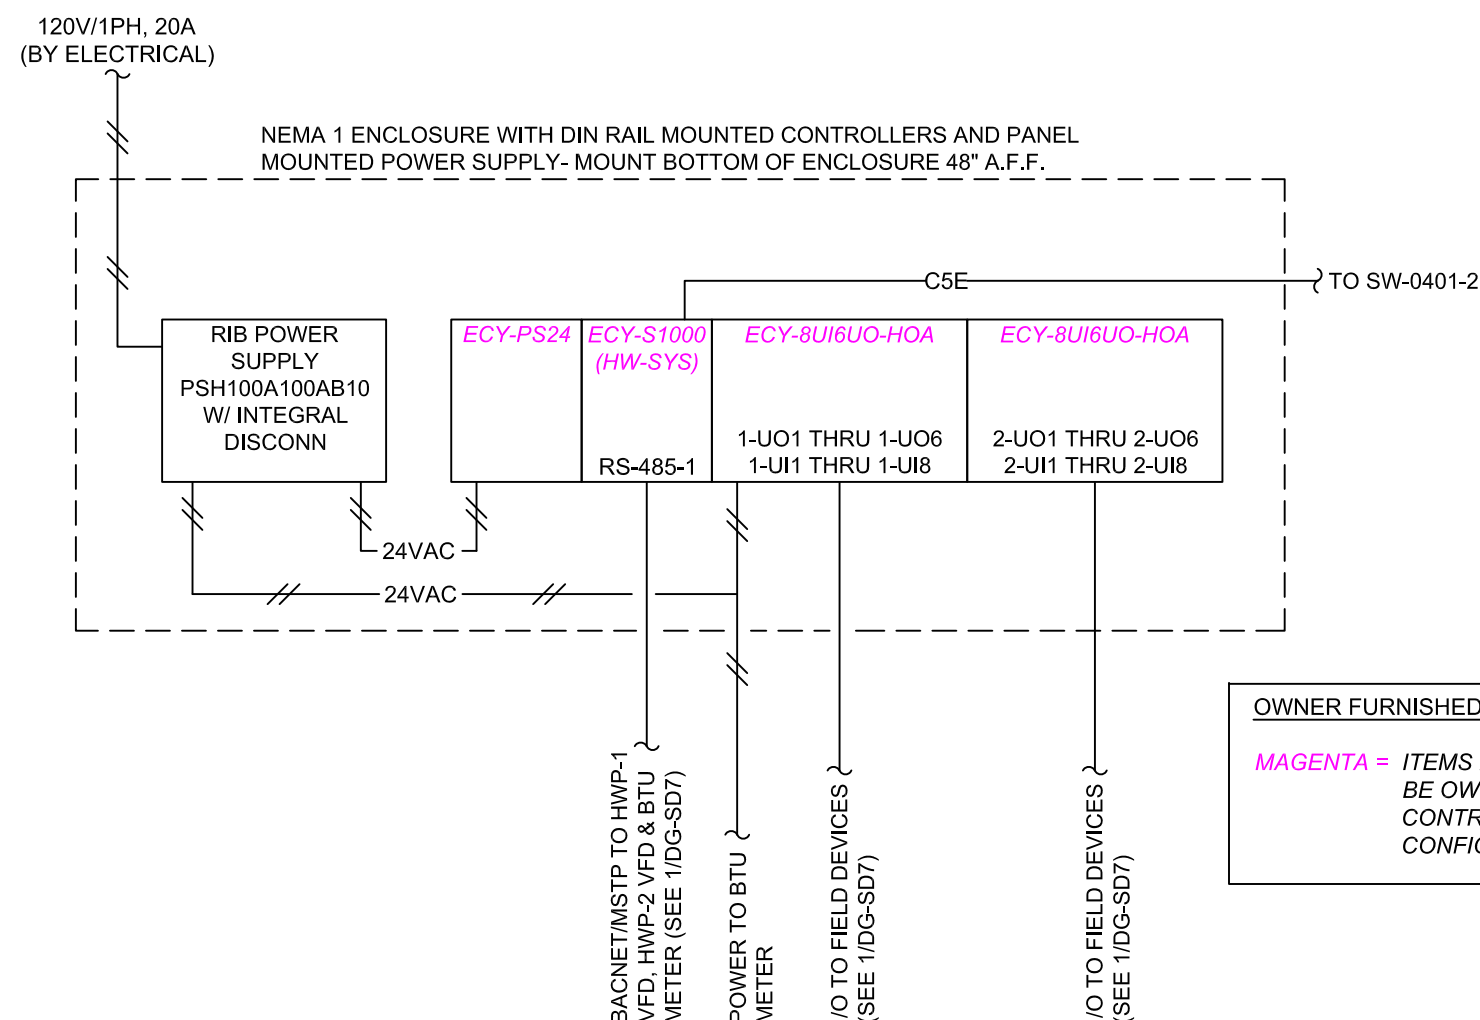 120V/1PH, 20A
(BY ELECTRICAL)
NEMA 1 ENCLOSURE WITH DIN RAIL MOUNTED CONTROLLERS AND PANEL
MOUNTED POWER SUPPLY- MOUNT BOTTOM OF ENCLOSURE 48" A.F.F.
C5E
TO SW-0401-2
RIB POWER
SUPPLY
PSH100A100AB10
W/ INTEGRAL
DISCONN
ECY-PS24
ECY-S1000
(HW-SYS)
RS-485-1
ECY-8UI6UO-HOA
1-UO1 THRU 1-UO6
1-UI1 THRU 1-UI8
ECY-8UI6UO-HOA
2-UO1 THRU 2-UO6
2-UI1 THRU 2-UI8
24VAC
24VAC
BACNET/MSTP TO HWP-1
VFD, HWP-2 VFD & BTU
METER (SEE 1/DG-SD7)
POWER TO BTU
METER
/O TO FIELD DEVICES
(SEE 1/DG-SD7)
/O TO FIELD DEVICES
(SEE 1/DG-SD7)
OWNER FURNISHED
MAGENTA = ITEMS
BE